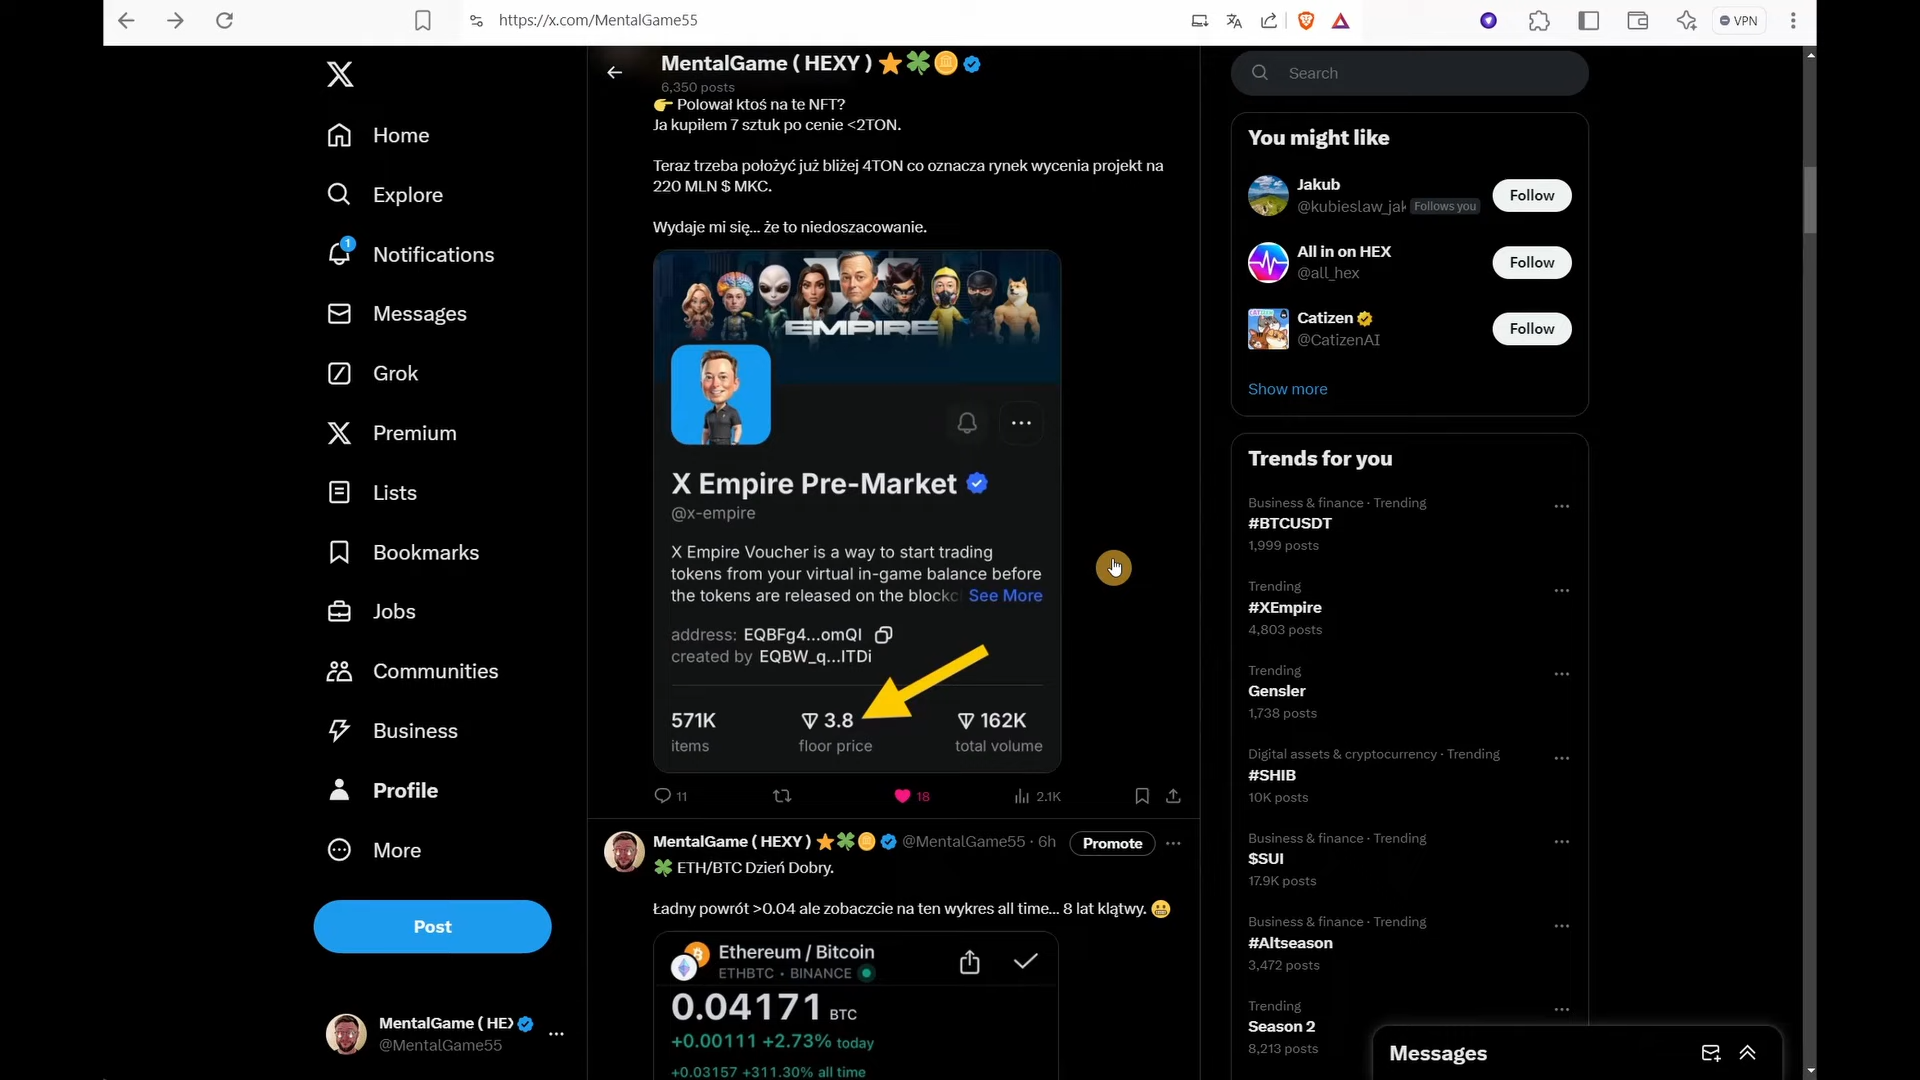 https://x.com/MentalGame55
VPN
Home
Explore
1
Notifications
Messages
Grok
Premium
Lists
Bookmarks
Jobs
Communities
Business
Profile
More
Post
MentalGame ( HEX)
@MentalGame55
MentalGame ( HEXY )
6,350 posts
Polował ktoś na te NFT?
Ja kupiłem 7 sztuk po cenie <2TON.
Teraz trzeba położyć już bliżej 4TON co oznacza rynek wycenia projekt na
220 MLN $ MKC.
Wydaje mi się... że to niedoszacowanie.
EMPIRE
X Empire Pre-Market
@x-empire
X Empire Voucher is a way to start trading
tokens from your virtual in-game balance before
the tokens are released on the blockc See More
address: EQBFg4...omQI
created by EQBW_q...ITDi
571K
3.8
162K
items
floor price
total volume
11
18
2.1K
MentalGame ( HEXY ) @MentalGame55 · 6h
Promote
ETH/BTC Dzień Dobry.
Ładny powrót >0.04 ale zobaczcie na ten wykres all time... 8 lat klątwy.
Ethereum / Bitcoin
ETHBTC • BINANCE
0.04171 BTC
+0.00111 +2.73% today
+0.03157 +311.30% all time
Search
You might like
Jakub
@kubieslaw_jak Follows you
Follow
All in on HEX
@all_hex
Follow
Catizen
@CatizenAI
Follow
Show more
Trends for you
Business & finance · Trending
#BTCUSDT
1,999 posts
Trending
#XEmpire
4,803 posts
Trending
Gensler
1,738 posts
Digital assets & cryptocurrency · Trending
#SHIB
10K posts
Business & finance · Trending
$SUI
17.9K posts
Business & finance · Trending
#Altseason
3,472 posts
Trending
Season 2
8,213 posts
Messages